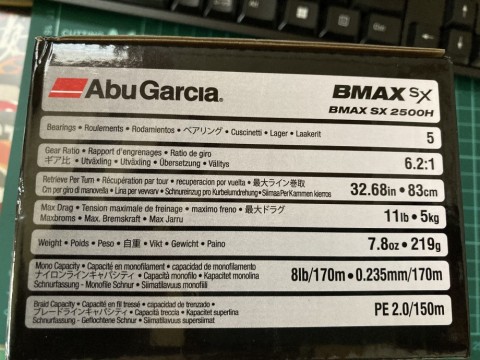 Abu Garcia®
BMAX SX
BMAX SX 2500H
Bearings • Roulements • Rodamientos • ベアリング • Cuscinetti • Lager • Laakerit
5
Gear Ratio • Rapport d'engrenages • Ratio de giro
ギア比 • Utväxling • Utväxling • Übersetzung • Välitys
6.2:1
Retrieve Per Turn • Récupération par tour • recuperacion por vuelta • 最大ライン巻取
Cm per giro di manovella • Lina per vevvarv • Schnureinzug pro Kurbelumdrehung • Siimaa Per Kammen kierros
32.68in • 83cm
Max Drag • Tension maximale de freinage • maximo freno • 最大ドラグ
Maxbroms • Max. Bremskraft • Max Jarru
11lb • 5kg
Weight • Poids • Peso • 自重 • Vikt • Gewicht • Paino
7.8oz • 219g
Mono Capacity • Capacité en monofilament • capacidad de monofilamento
ナイロンラインキャパシティ • Capacità mono • Kapacitet monolina
Schnurfassung - Monofile Schnur • Siimatilavuus monofiili
8lb/170m • 0.235mm/170m
Braid Capacity • Capacité en fil tressé • capacidad de trenzado •
ブレードラインキャパシティ • Capacità treccia • Kapacitet superlina
Schnurfassung - Geflochtene Schnur • Siimatilavuus supersiimat
PE 2.0/150m